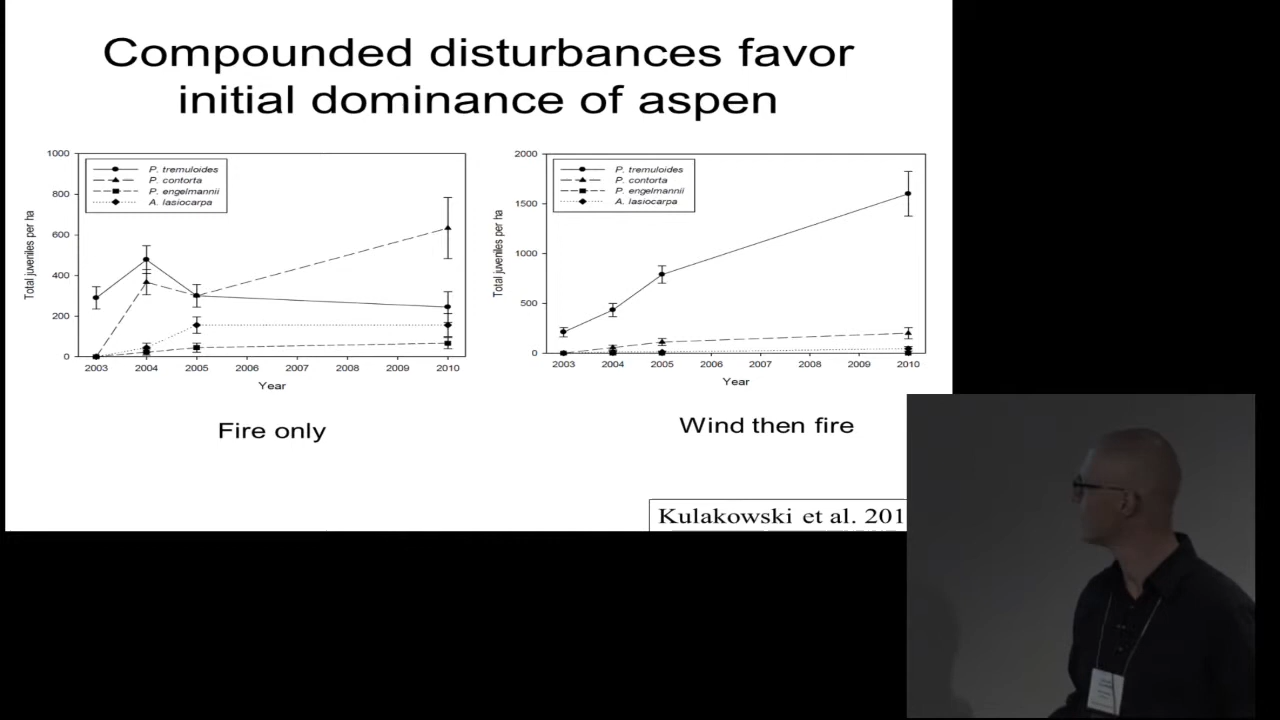 Compounded disturbances favor
initial dominance of aspen
1000
800
600
400
200
0
Total juveniles per ha
P. tremuloides
P. contorta
P. engelmannii
A. lasiocarpa
2003 2004 2005 2006 2007 2008 2009 2010
Year
Fire only
2000
1500
1000
500
0
Total juveniles per ha
P. tremuloides
P. contorta
P. engelmannii
A. lasiocarpa
2003 2004 2005 2006 2007 2008 2009 2010
Year
Wind then fire
Kulakowski et al. 201